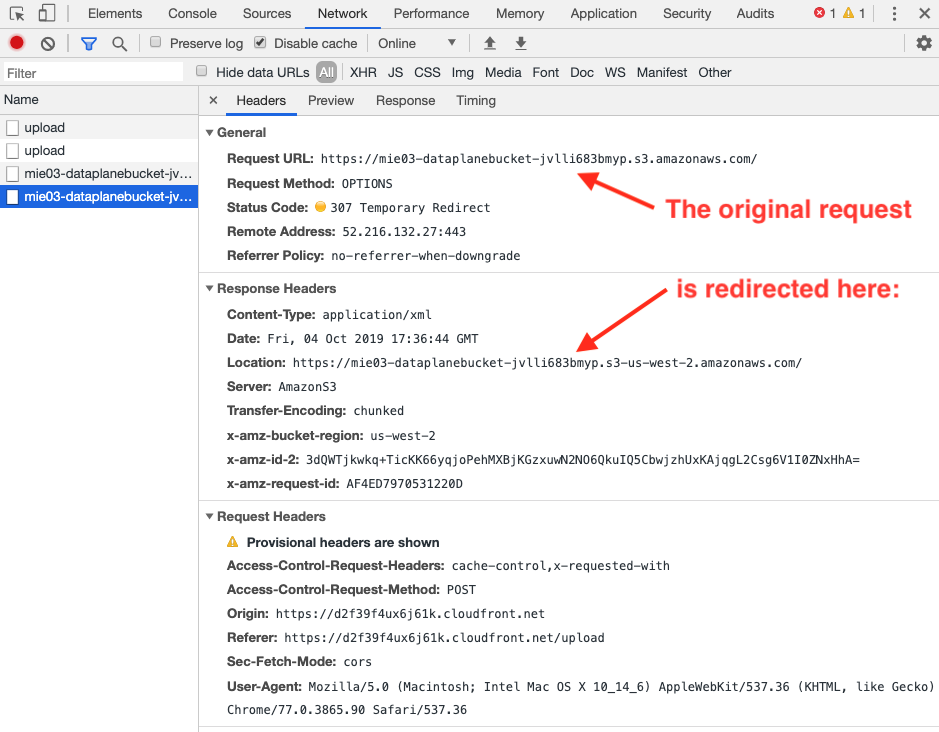 Elements Console Sources Network Performance Memory Application Security Audits 1 1
Preserve log Disable cache Online
Filter Hide data URLs All XHR JS CSS Img Media Font Doc WS Manifest Other
Name
upload
upload
mie03-dataplanebucket-jv...
mie03-dataplanebucket-jv...
× Headers Preview Response Timing
General
Request URL: https://mie03-dataplanebucket-jvlli683bmyp.s3.amazonaws.com/
Request Method: OPTIONS
Status Code: 307 Temporary Redirect
The original request
Remote Address: 52.216.132.27:443
Referrer Policy: no-referrer-when-downgrade
Response Headers
is redirected here:
Content-Type: application/xml
Date: Fri, 04 Oct 2019 17:36:44 GMT
Location: https://mie03-dataplanebucket-jvlli683bmyp.s3-us-west-2.amazonaws.com/
Server: AmazonS3
Transfer-Encoding: chunked
x-amz-bucket-region: us-west-2
x-amz-id-2: 3dQWTjkwkq+TicKK66yqjoPehMXBjKGzxuwN2NO6QkuIQ5CbwjzhUxKAjqgL2Csg6V1I0ZNxHhA=
x-amz-request-id: AF4ED7970531220D
Request Headers
Provisional headers are shown
Access-Control-Request-Headers: cache-control,x-requested-with
Access-Control-Request-Method: POST
Origin: https://d2f39f4ux6j61k.cloudfront.net
Referer: https://d2f39f4ux6j61k.cloudfront.net/upload
Sec-Fetch-Mode: cors
User-Agent: Mozilla/5.0 (Macintosh; Intel Mac OS X 10_14_6) AppleWebKit/537.36 (KHTML, like Gecko)
Chrome/77.0.3865.90 Safari/537.36